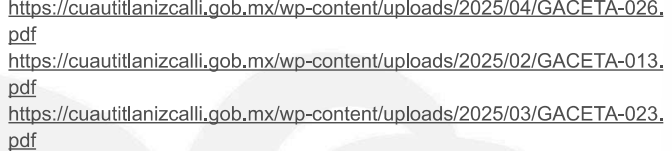 https://cuautitlanizcalli.gob.mx/wp-content/uploads/2025/04/GACETA-026.
pdf
https://cuautitlanizcalli.gob.mx/wp-content/uploads/2025/02/GACETA-013.
pdf
https://cuautitlanizcalli.gob.mx/wp-content/uploads/2025/03/GACETA-023.
pdf